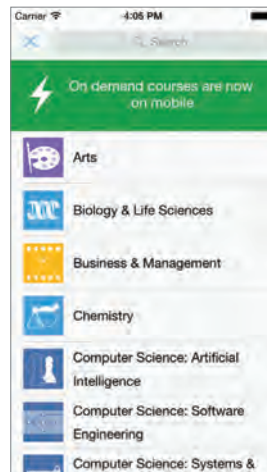 Carrier 4:05 PM
Search
On demand courses are now
on mobile
Arts
Biology & Life Sciences
Business & Management
Chemistry
Computer Science: Artificial
Intelligence
Computer Science: Software
Engineering
Computer Science: Systems &